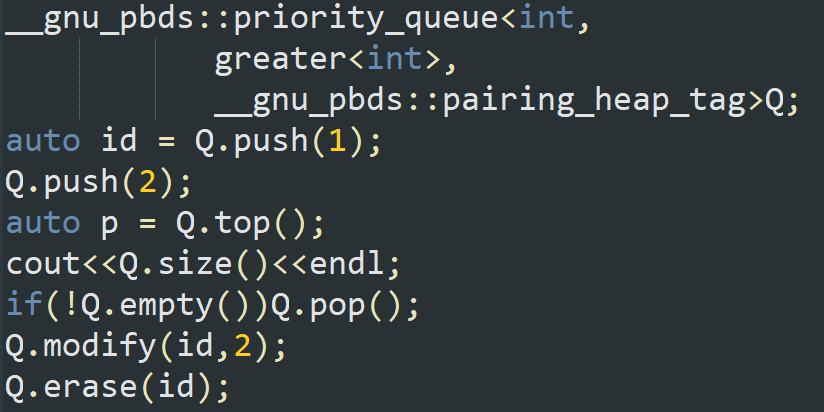 __gnu_pbds::priority_queue<int,
greater<int>,
__gnu_pbds::pairing_heap_tag>Q;
auto id = Q.push(1);
Q.push(2);
auto p = Q.top();
cout<<Q.size()<<endl;
if(!Q.empty())Q.pop();
Q.modify(id,2);
Q.erase(id);